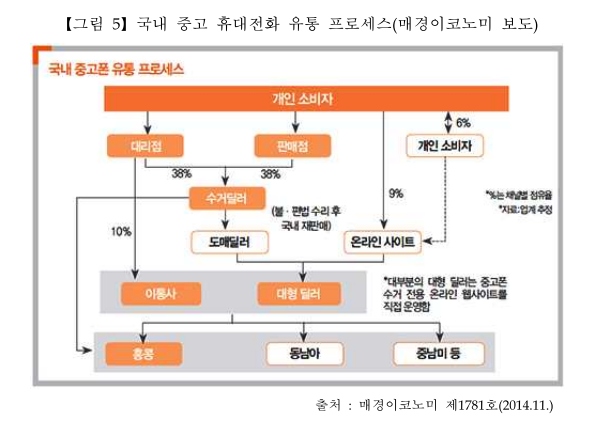 【그림 5】 국내 중고 휴대전화 유통 프로세스(매경이코노미 보도)
국내 중고폰 유통 프로세스
개인 소비자
6%
대리점
판매점
개인 소비자
38%
38%
수거딜러
9%
*%는 채널별 점유율
*자료:업계 추정
(불·편법 수리 후
국내 재판매)
10%
도매딜러
온라인 사이트
이통사
대형 딜러
*대부분의 대형 딜러는 중고폰
수거 전용 온라인 웹사이트를
직접 운영함
홍콩
동남아
중남미 등
출처 : 매경이코노미 제1781호(2014.11.)